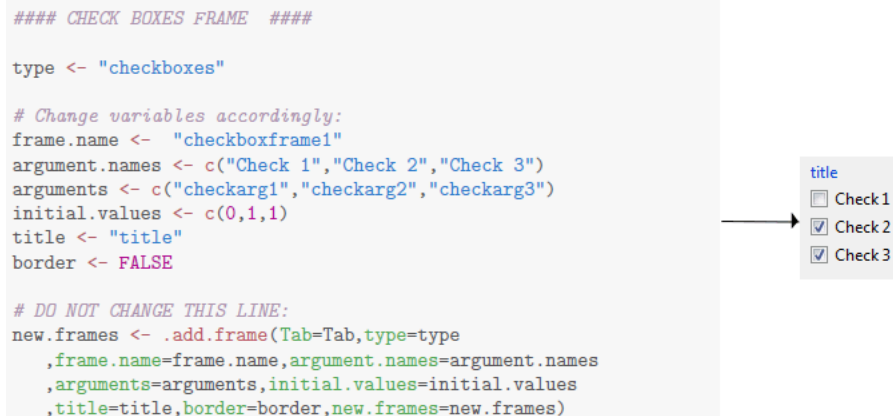 #### CHECK BOXES FRAME  ####
type <- "checkboxes"
# Change variables accordingly:
frame.name <-  "checkboxframe1"
argument.names <- c("Check 1","Check 2","Check 3")
arguments <- c("checkarg1","checkarg2","checkarg3")
initial.values <- c(0,1,1)
title <- "title"
border <- FALSE
# DO NOT CHANGE THIS LINE:
new.frames <- .add.frame(Tab=Tab,type=type
,frame.name=frame.name,argument.names=argument.names
,arguments=arguments,initial.values=initial.values
,title=title,border=border,new.frames=new.frames)
title
Check 1
Check 2
Check 3